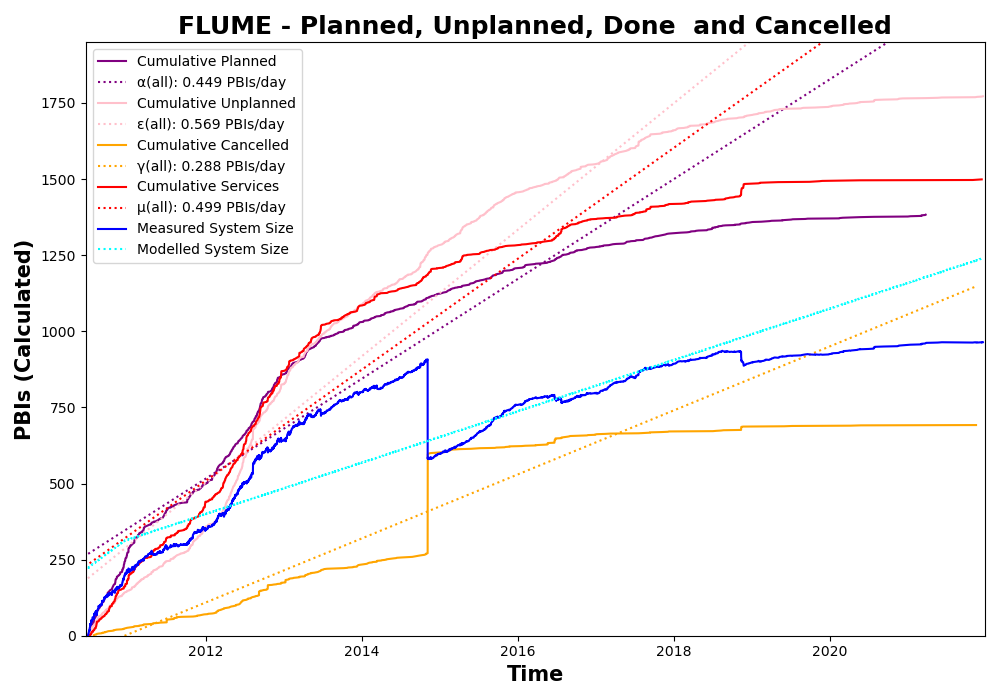 FLUME - Planned, Unplanned, Done  and Cancelled
Cumulative Planned
α(all): 0.449 PBIs/day
Cumulative Unplanned
ε(all): 0.569 PBIs/day
Cumulative Cancelled
γ(all): 0.288 PBIs/day
Cumulative Services
μ(all): 0.499 PBIs/day
Measured System Size
Modelled System Size
PBIs (Calculated)
1750
1500
1250
1000
750
500
250
0
2012
2014
2016
2018
2020
Time